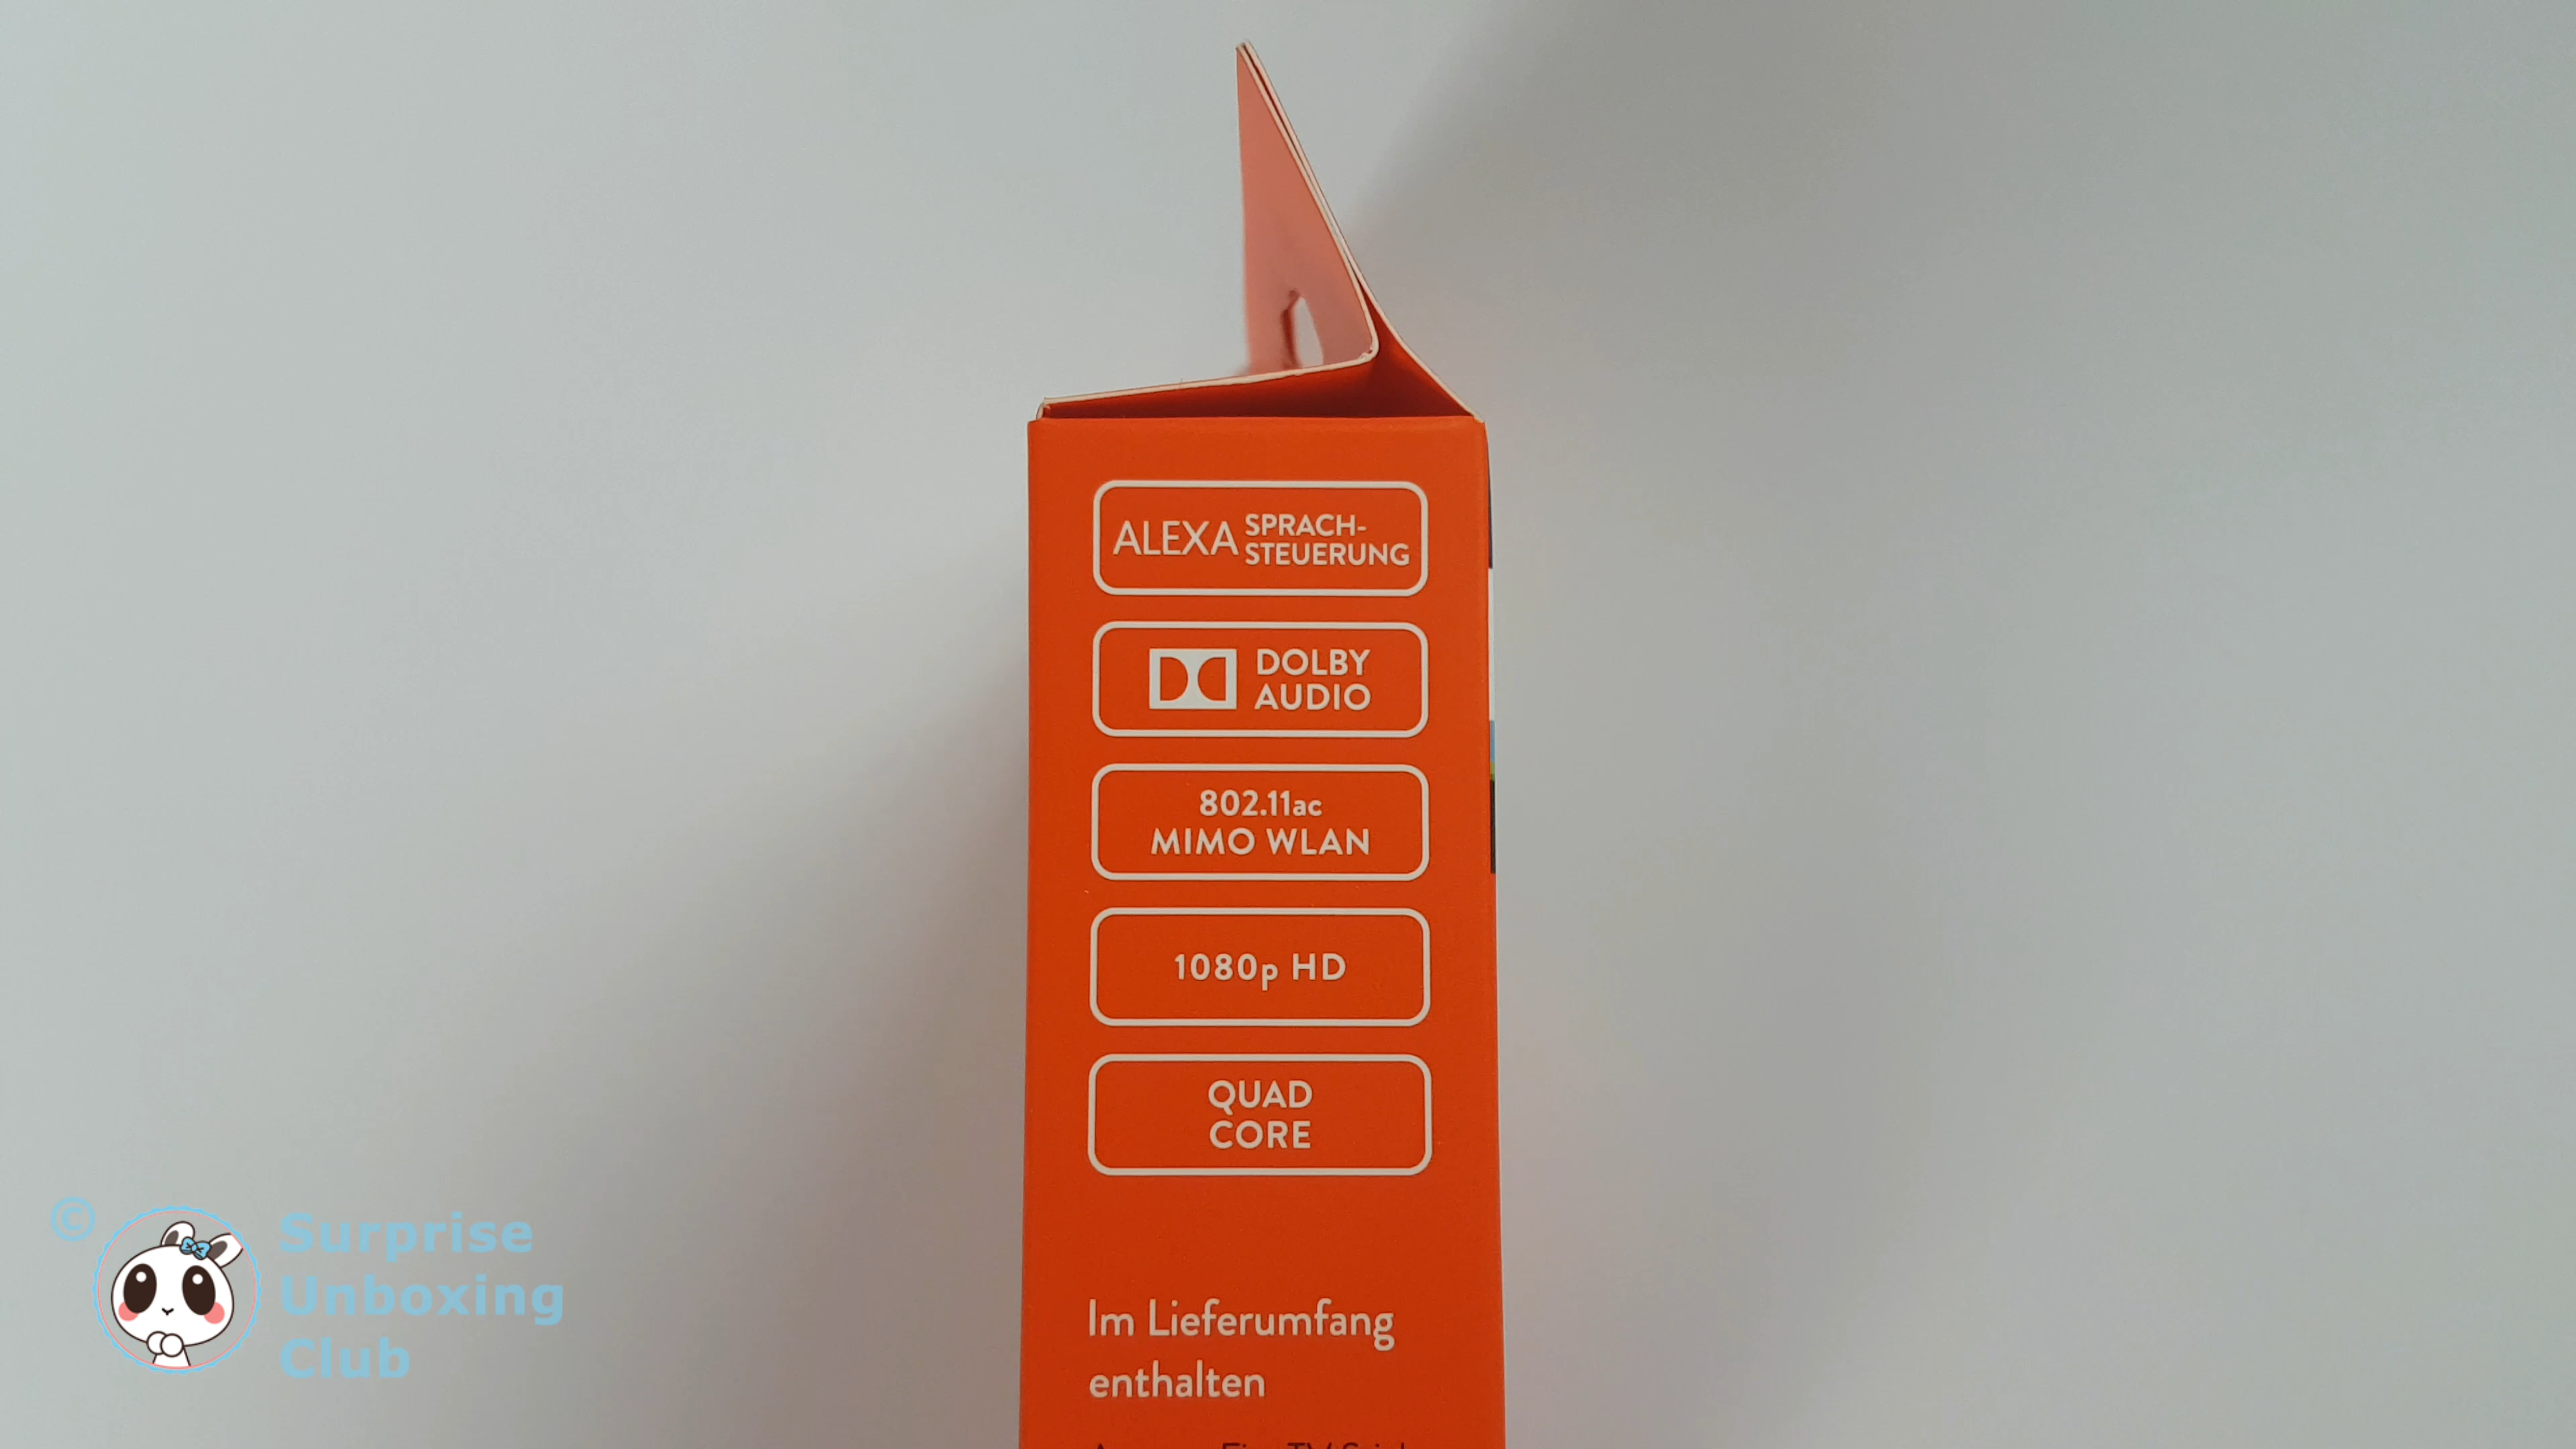 ALEXA SPRACH-
STEUERUNG
DOLBY
AUDIO
802.11ac
MIMO WLAN
1080p HD
QUAD
CORE
Im Lieferumfang
enthalten
©
Surprise
Unboxing
Club